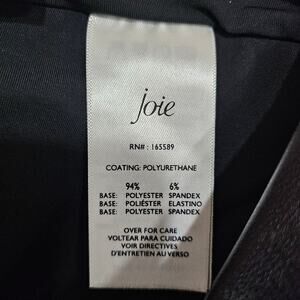 joie
RN# : 165589
COATING: POLYURETHANE
94% 6%
BASE: POLYESTER SPANDEX
BASE: POLIÉSTER ELASTINO
BASE: POLYESTER SPANDEX
OVER FOR CARE
VOLTEAR PARA CUIDADO
VOIR DIRECTIVES
D'ENTRETIEN AU VERSO